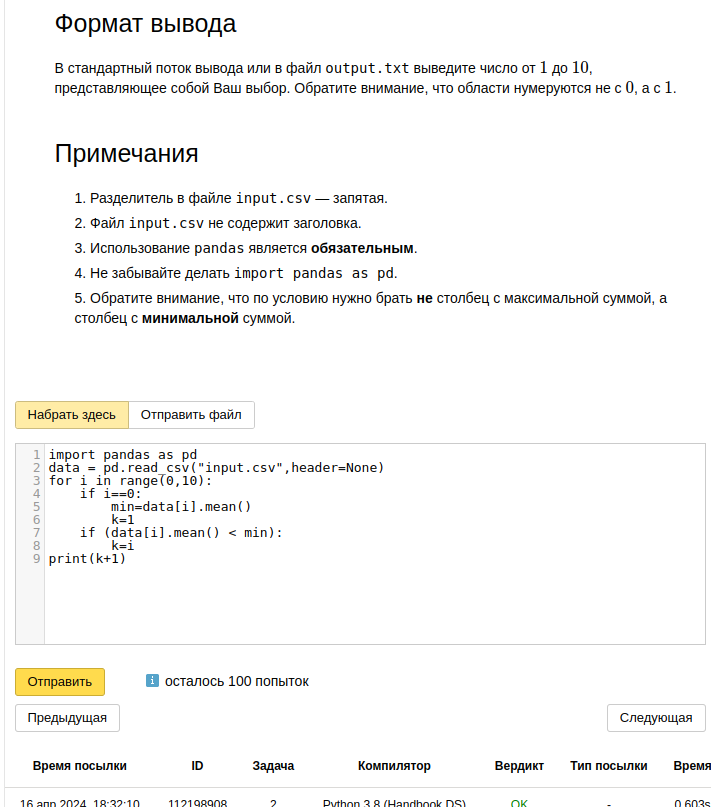 Формат вывода
В стандартный поток вывода или в файл output.txt выведите число от 1 до 10,
представляющее собой Ваш выбор. Обратите внимание, что области нумеруются не с 0, а с 1.
Примечания
1. Разделитель в файле input.csv — запятая.
2. Файл input.csv не содержит заголовка.
3. Использование pandas является обязательным.
4. Не забывайте делать import pandas as pd.
5. Обратите внимание, что по условию нужно брать не столбец с максимальной суммой, а
столбец с минимальной суммой.
Набрать здесь Отправить файл
1 import pandas as pd
2 data = pd.read_csv("input.csv",header=None)
3 for i in range(0,10):
4     if i==0:
5         min=data[i].mean()
6         k=1
7     if (data[i].mean() < min):
8         k=i
9 print(k+1)
Отправить i осталось 100 попыток
Предыдущая Следующая
Время посылки ID Задача Компилятор Вердикт Тип посылки Время
16 апр 2024, 18:32:10 112198908 2 Python 3.8 (Handbook DS) OK - 0.603s